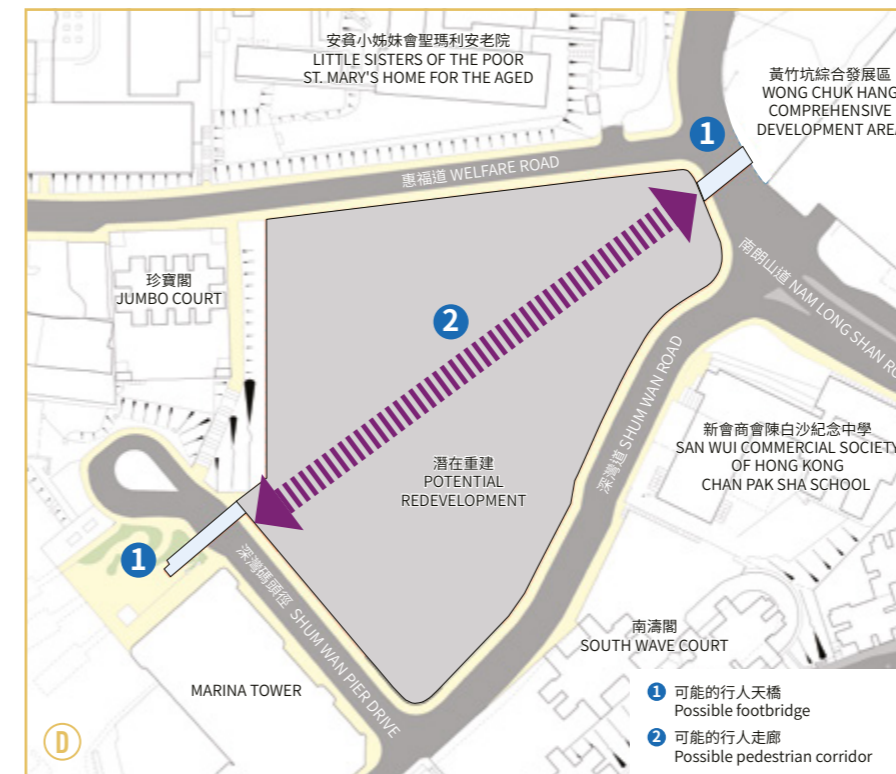 安貧小姊妹會聖瑪利安老院
LITTLE SISTERS OF THE POOR
ST. MARY'S HOME FOR THE AGED
黃竹坑綜合發展區
WONG CHUK HANG
COMPREHENSIVE
DEVELOPMENT AREA
1
惠福道 WELFARE ROAD
南朗山道 NAM LONG SHAN RO
珍寶閣
JUMBO COURT
2
深灣道 SHUM WAN ROAD
新會商會陳白沙紀念中學
SAN WUI COMMERCIAL SOCIETY
OF HONG KONG
CHAN PAK SHA SCHOOL
潛在重建
POTENTIAL
REDEVELOPMENT
1
深灣碼頭徑 SHUM WAN PIER DRIVE
南濤閣
SOUTH WAVE COURT
MARINA TOWER
D
1 可能的行人天橋
Possible footbridge
2 可能的行人走廊
Possible pedestrian corridor